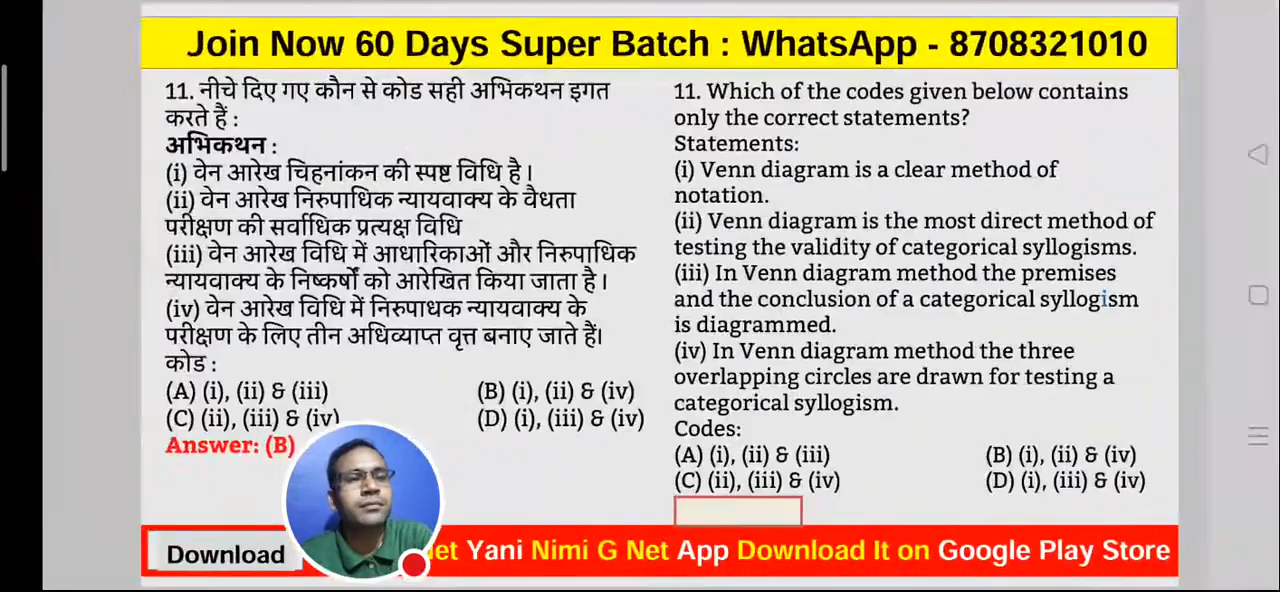 Join Now 60 Days Super Batch : WhatsApp - 8708321010
11. नीचे दिए गए कौन से कोड सही अभिकथन इगत
करते हैं :
अभिकथन :
(i) वेन आरेख चिहनांकन की स्पष्ट विधि है।
(ii) वेन आरेख निरुपाधिक न्यायवाक्य के वैधता
परीक्षण की सर्वाधिक प्रत्यक्ष विधि
(iii) वेन आरेख विधि में आधारिकाओं और निरुपाधिक
न्यायवाक्य के निष्कर्षों को आरेखित किया जाता है।
(iv) वेन आरेख विधि में निरुपाधक न्यायवाक्य के
परीक्षण के लिए तीन अधिव्याप्त वृत्त बनाए जाते हैं।
कोड :
(A) (i), (ii) & (iii) (B) (i), (ii) & (iv)
(C) (ii), (iii) & (iv) (D) (i), (iii) & (iv)
Answer: (B)
11. Which of the codes given below contains
only the correct statements?
Statements:
(i) Venn diagram is a clear method of
notation.
(ii) Venn diagram is the most direct method of
testing the validity of categorical syllogisms.
(iii) In Venn diagram method the premises
and the conclusion of a categorical syllogism
is diagrammed.
(iv) In Venn diagram method the three
overlapping circles are drawn for testing a
categorical syllogism.
Codes:
(A) (i), (ii) & (iii) (B) (i), (ii) & (iv)
(C) (ii), (iii) & (iv) (D) (i), (iii) & (iv)
Download et Yani Nimi G Net App Download It on Google Play Store